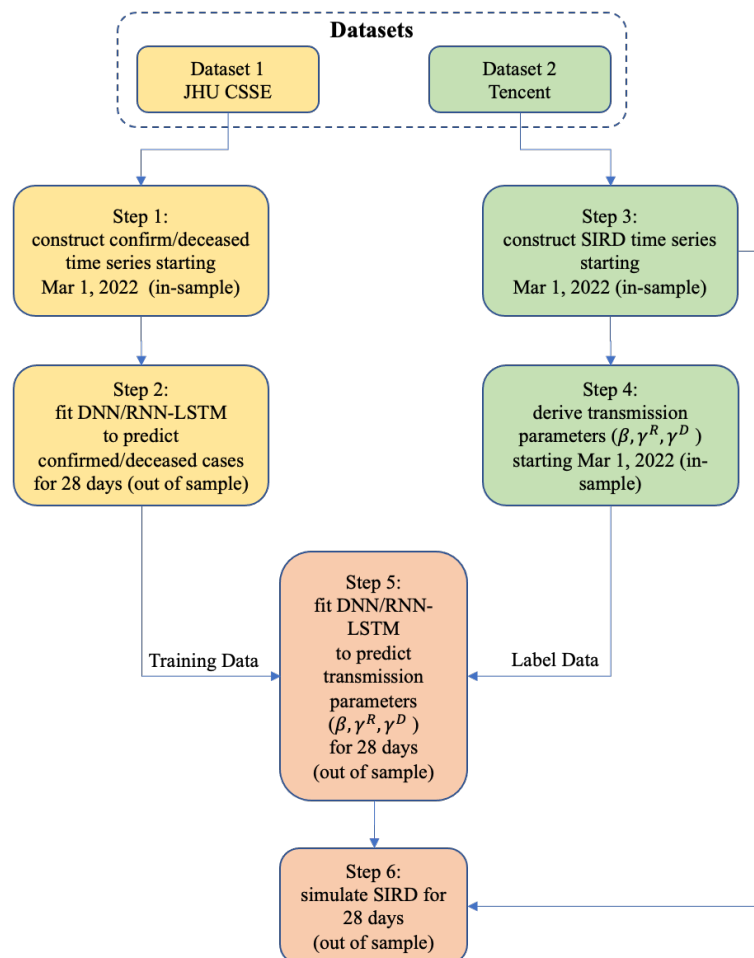 Datasets
Dataset 1
JHU CSSE
Dataset 2
Tencent
Step 1:
construct confirm/deceased
time series starting
Mar 1, 2022 (in-sample)
Step 3:
construct SIRD time series
starting
Mar 1, 2022 (in-sample)
Step 2:
fit DNN/RNN-LSTM
to predict
confirmed/deceased cases
for 28 days (out of sample)
Step 4:
derive transmission
parameters (β, γ^R, γ^D )
starting Mar 1, 2022 (in-
sample)
Step 5:
fit DNN/RNN-
LSTM
to predict
transmission
parameters
(β, γ^R, γ^D )
for 28 days
(out of sample)
Training Data
Label Data
Step 6:
simulate SIRD for
28 days
(out of sample)